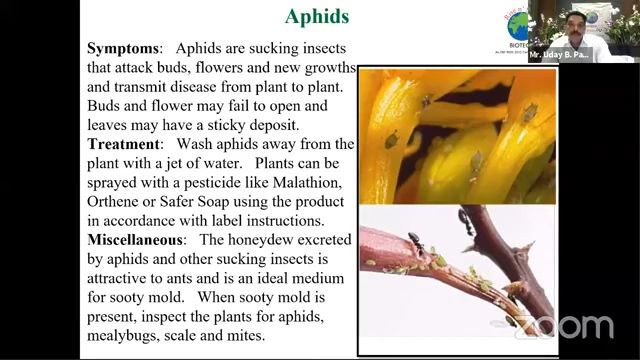 Aphids
Symptoms: Aphids are sucking insects
that attack buds, flowers and new growths
and transmit disease from plant to plant.
Buds and flower may fail to open and
leaves may have a sticky deposit.
Treatment: Wash aphids away from the
plant with a jet of water. Plants can be
sprayed with a pesticide like Malathion,
Orthene or Safer Soap using the product
in accordance with label instructions.
Miscellaneous: The honeydew excreted
by aphids and other sucking insects is
attractive to ants and is an ideal medium
for sooty mold. When sooty mold is
present, inspect the plants for aphids,
mealybugs, scale and mites.
BIOTEC
Mr. Uday B. Pa...
zoom